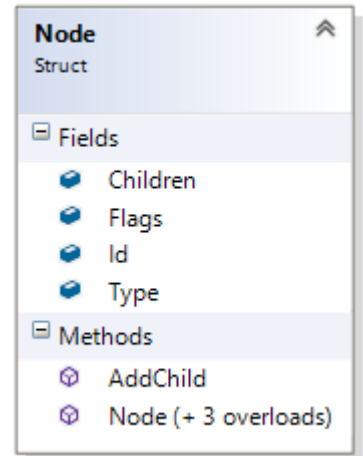 Node
Struct
Fields
Children
Flags
Id
Type
Methods
AddChild
Node (+ 3 overloads)